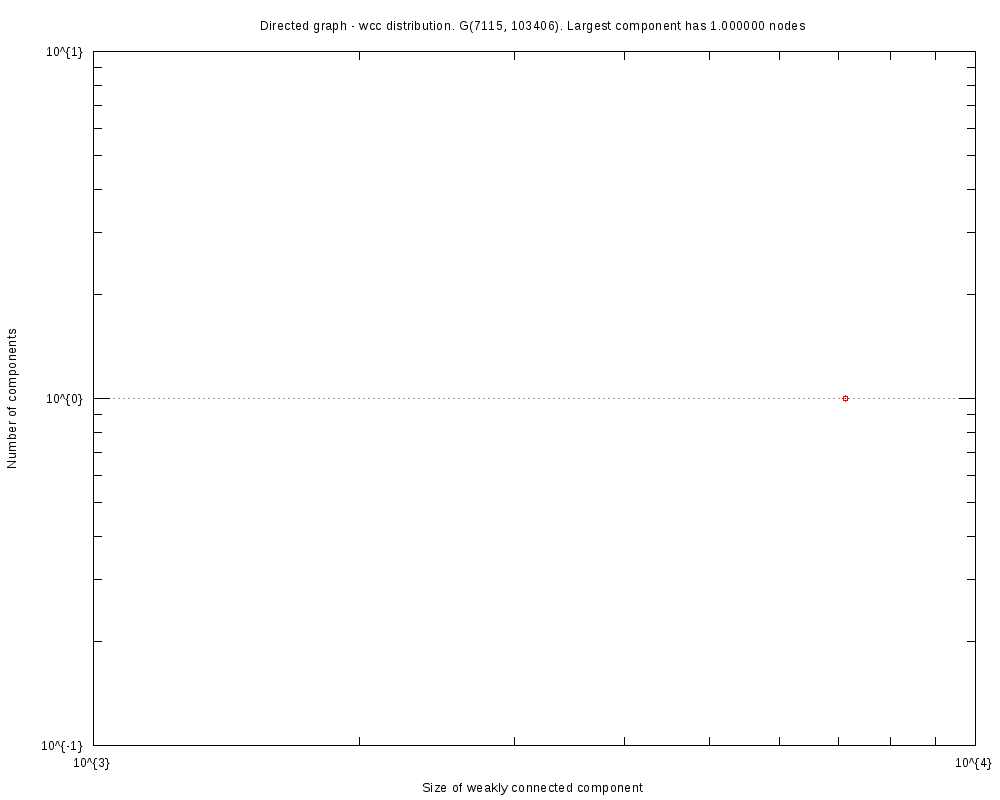 Directed graph - wcc distribution. G(7115, 103406). Largest component has 1.000000 nodes
10^{1}
10^{0}
10^{-1}
Number of components
10^{3}
10^{4}
Size of weakly connected component